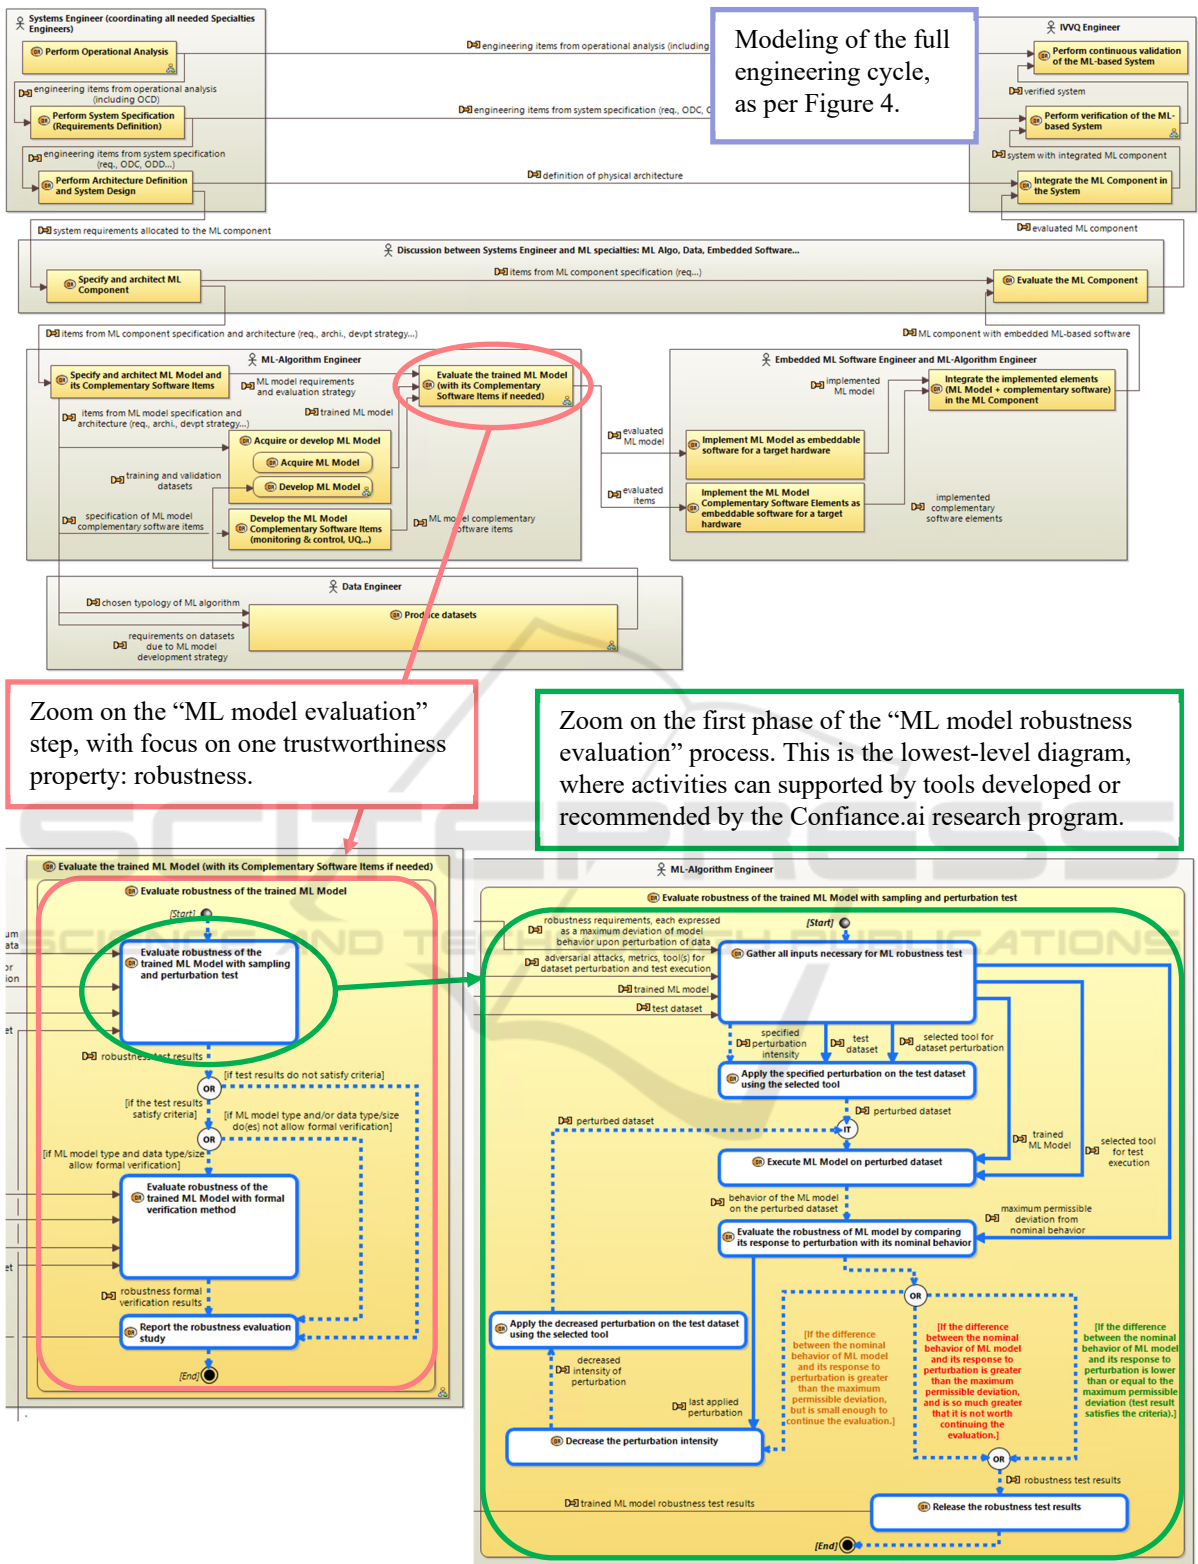 Systems Engineer (coordinating all needed Specialties
Engineers)
Perform Operational Analysis
engineering items from operational analysis (including
Modeling of the full
engineering cycle,
as per Figure 4.
IVVQ Engineer
Perform continuous validation
of the ML-based System
engineering items from operational analysis
(including OCD)
verified system
Perform System Specification
(Requirements Definition)
engineering items from system specification (req., ODC, O
Perform verification of the ML-
based System
engineering items from system specification
(req., ODC, ODD...)
system with integrated ML component
Perform Architecture Definition
and System Design
definition of physical architecture
Integrate the ML Component in
the System
system requirements allocated to the ML component
evaluated ML component
Discussion between Systems Engineer and ML specialties: ML Algo, Data, Embedded Software...
Specify and architect ML
Component
items from ML component specification (req...)
Evaluate the ML Component
items from ML component specification and architecture (req., archi., devpt strategy...)
ML component with embedded ML-based software
ML-Algorithm Engineer
Specify and architect ML Model and
its Complementary Software Items
ML model requirements
and evaluation strategy
Evaluate the trained ML Model
(with its Complementary
Software Items if needed)
items from ML model specification and
architecture (req., archi., devpt strategy...)
trained ML model
Acquire or develop ML Model
Acquire ML Model
Develop ML Model
training and validation
datasets
specification of ML model
complementary software items
Develop the ML Model
Complementary Software Items
(monitoring & control, UQ...)
ML model complementary
software items
Embedded ML Software Engineer and ML-Algorithm Engineer
implemented
ML model
Integrate the implemented elements
(ML Model + complementary software)
in the ML Component
evaluated
ML model
Implement ML Model as embeddable
software for a target hardware
evaluated
items
Implement the ML Model
Complementary Software Elements as
embeddable software for a target
hardware
implemented
complementary
software elements
Data Engineer
chosen typology of ML algorithm
Produce datasets
requirements on datasets
due to ML model
development strategy
Zoom on the “ML model evaluation”
step, with focus on one trustworthiness
property: robustness.
Zoom on the first phase of the “ML model robustness
evaluation” process. This is the lowest-level diagram,
where activities can supported by tools developed or
recommended by the Confiance.ai research program.
SCITEPRESS
SCIENCE AND TECHNOLOGY PUBLICATIONS
Evaluate the trained ML Model (with its Complementary Software Items if needed)
Evaluate robustness of the trained ML Model
[Start]
um
ata
or
ion
Evaluate robustness of the
trained ML Model with sampling
and perturbation test
et
robustness test results
[if test results do not satisfy criteria]
OR
[if the test results
satisfy criteria]
[if ML model type and/or data type/size
do(es) not allow formal verification]
OR
[if ML model type and data type/size
allow formal verification]
Evaluate robustness of the
trained ML Model with formal
verification method
et
robustness formal
verification results
Report the robustness evaluation
study
[End]
ML-Algorithm Engineer
Evaluate robustness of the trained ML Model with sampling and perturbation test
robustness requirements, each expressed
as a maximum deviation of model
behavior upon perturbation of data
[Start]
adversarial attacks, metrics, tool(s) for
dataset perturbation and test execution
Gather all inputs necessary for ML robustness test
trained ML model
test dataset
specified
perturbation
intensity
test
dataset
selected tool for
dataset perturbation
Apply the specified perturbation on the test dataset
using the selected tool
perturbed dataset
perturbed dataset
IT
trained
ML Model
selected tool
for test
execution
Execute ML Model on perturbed dataset
behavior of the ML model
on the perturbed dataset
maximum permissible
deviation from
nominal behavior
Evaluate the robustness of ML model by comparing
its response to perturbation with its nominal behavior
OR
Apply the decreased perturbation on the test dataset
using the selected tool
[If the difference
between the nominal
behavior of ML model
and its response to
perturbation is greater
than the maximum
permissible deviation,
but is small enough to
continue the evaluation.]
[If the difference
between the nominal
behavior of ML model
and its response to
perturbation is greater
than the maximum
permissible deviation,
and is so much greater
that it is not worth
continuing the
evaluation.]
[If the difference
between the nominal
behavior of ML model
and its response to
perturbation is lower
than or equal to the
maximum permissible
deviation (test result
satisfies the criteria).]
decreased
intensity of
perturbation
last applied
perturbation
Decrease the perturbation intensity
OR
robustness test results
trained ML model robustness test results
Release the robustness test results
[End]